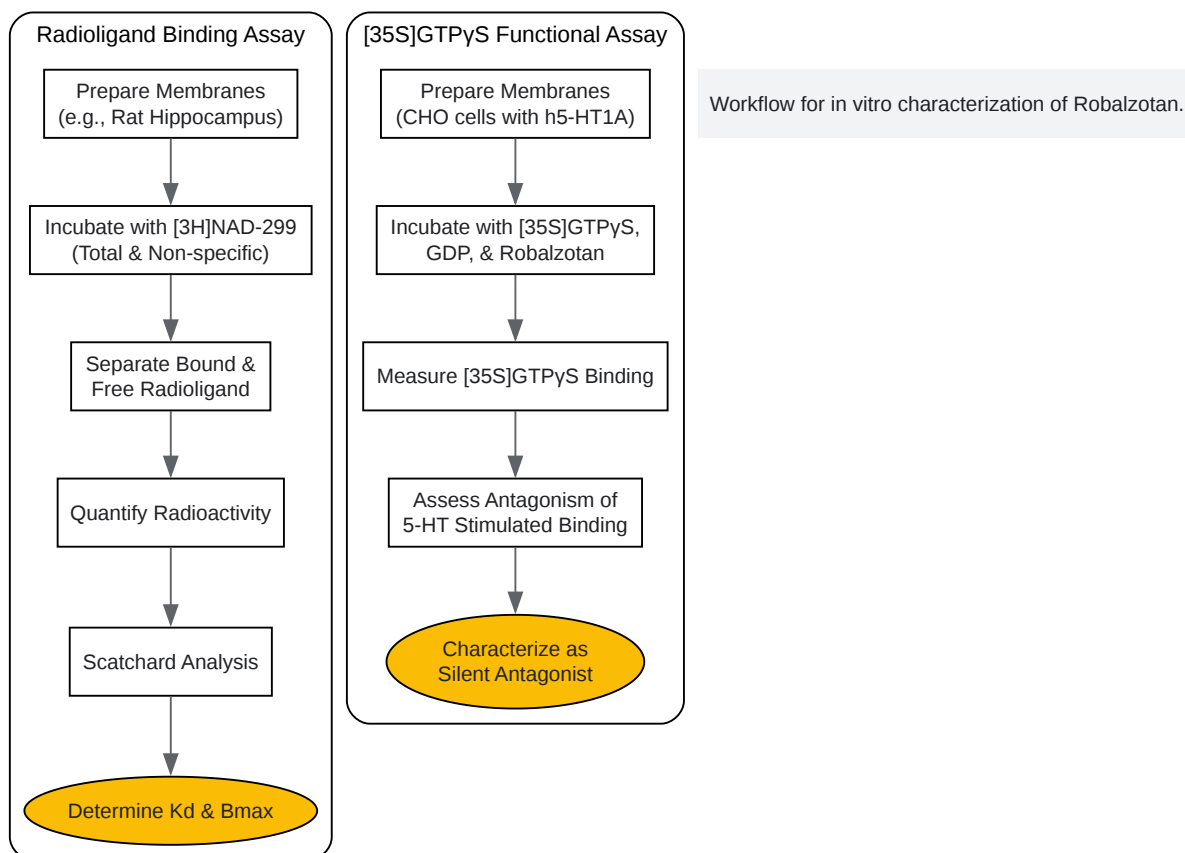 Radioligand Binding Assay
Prepare Membranes
(e.g., Rat Hippocampus)
Incubate with [3H]NAD-299
(Total & Non-specific)
Separate Bound &
Free Radioligand
Quantify Radioactivity
Scatchard Analysis
Determine Kd & Bmax
[35S]GTPγS Functional Assay
Prepare Membranes
(CHO cells with h5-HT1A)
Incubate with [35S]GTPγS,
GDP, & Robalzotan
Measure [35S]GTPγS Binding
Assess Antagonism of
5-HT Stimulated Binding
Characterize as
Silent Antagonist
Workflow for in vitro characterization of Robalzotan.